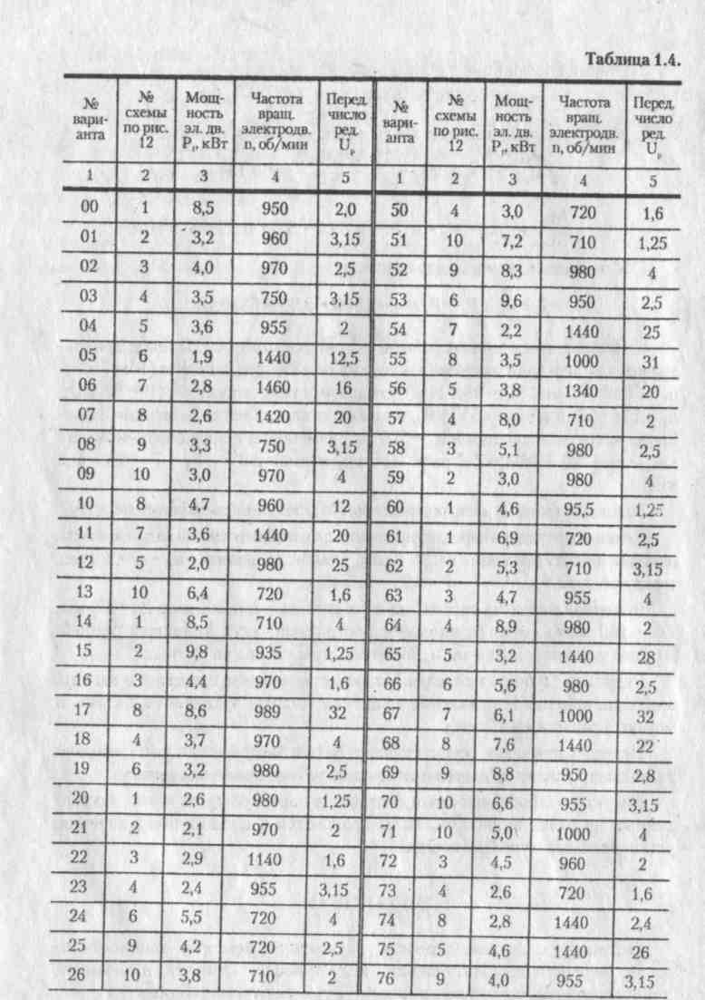 Таблица 1.4.
№ вари- анта | № схемы по рис. 12 | Мощ- ность эл. дв. P₁, кВт | Частота вращ. электродв. n, об/мин | Перед. число ред. Uₚ | № вари- анта | № схемы по рис. 12 | Мощ- ность эл. дв. P₁, кВт | Частота вращ. электродв. n, об/мин | Перед. число ред. Uₚ
1 2 3 4 5 1 2 3 4 5
00 1 8,5 950 2,0 50 4 3,0 720 1,6
01 2 3,2 960 3,15 51 10 7,2 710 1,25
02 3 4,0 970 2,5 52 9 8,3 980 4
03 4 3,5 750 3,15 53 6 9,6 950 2,5
04 5 3,6 955 2 54 7 2,2 1440 25
05 6 1,9 1440 12,5 55 8 3,5 1000 31
06 7 2,8 1460 16 56 5 3,8 1340 20
07 8 2,6 1420 20 57 4 8,0 710 2
08 9 3,3 750 3,15 58 3 5,1 980 2,5
09 10 3,0 970 4 59 2 3,0 980 4
10 8 4,7 960 12 60 1 4,6 95,5 1,25
11 7 3,6 1440 20 61 1 6,9 720 2,5
12 5 2,0 980 25 62 2 5,3 710 3,15
13 10 6,4 720 1,6 63 3 4,7 955 4
14 1 8,5 710 4 64 4 8,9 980 2
15 2 9,8 935 1,25 65 5 3,2 1440 28
16 3 4,4 970 1,6 66 6 5,6 980 2,5
17 8 8,6 989 32 67 7 6,1 1000 32
18 4 3,7 970 4 68 8 7,6 1440 22
19 6 3,2 980 2,5 69 9 8,8 950 2,8
20 1 2,6 980 1,25 70 10 6,6 955 3,15
21 2 2,1 970 2 71 10 5,0 1000 4
22 3 2,9 1140 1,6 72 3 4,5 960 2
23 4 2,4 955 3,15 73 4 2,6 720 1,6
24 6 5,5 720 4 74 8 2,8 1440 2,4
25 9 4,2 720 2,5 75 5 4,6 1440 26
26 10 3,8 710 2 76 9 4,0 955 3,15